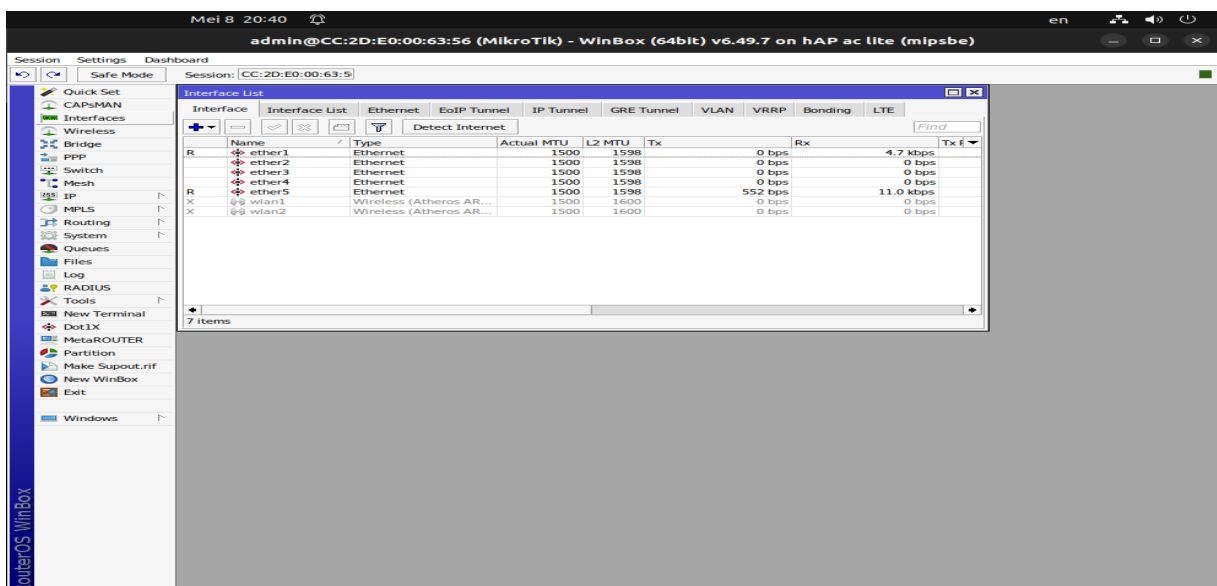 Mei 8 20:40 en
admin@CC:2D:E0:00:63:56 (MikroTik) - WinBox (64bit) v6.49.7 on hAP ac lite (mipsbe)
Session Settings Dashboard
Safe Mode Session: CC:2D:E0:00:63:5
Quick Set
CAPsMAN
Interfaces
Wireless
Bridge
PPP
Switch
Mesh
IP
MPLS
Routing
System
Queues
Files
Log
RADIUS
Tools
New Terminal
Dot1X
MetaROUTER
Partition
Make Supout.rif
New WinBox
Exit
Windows
outerOS WinBox
Interface List
Interface Interface List Ethernet EoIP Tunnel IP Tunnel GRE Tunnel VLAN VRRP Bonding LTE
Detect Internet Find
Name Type Actual MTU L2 MTU Tx Rx Tx
R ether1 Ethernet 1500 1598 0 bps 4.7 kbps
ether2 Ethernet 1500 1598 0 bps 0 bps
ether3 Ethernet 1500 1598 0 bps 0 bps
ether4 Ethernet 1500 1598 0 bps 0 bps
R ether5 Ethernet 1500 1598 552 bps 11.0 kbps
X wlan1 Wireless (Atheros AR... 1500 1600 0 bps 0 bps
X wlan2 Wireless (Atheros AR... 1500 1600 0 bps 0 bps
7 items